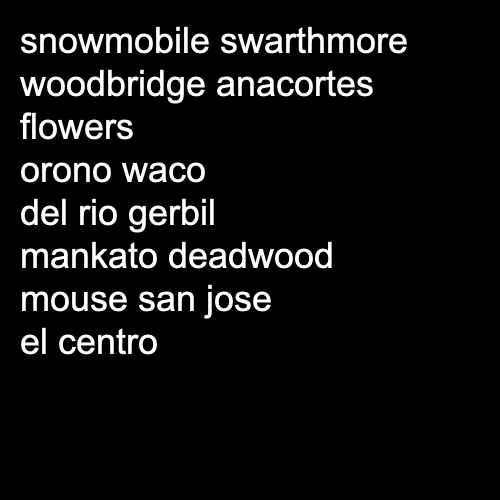 snowmobile swarthmore
woodbridge anacortes
flowers
orono waco
del rio gerbil
mankato deadwood
mouse san jose
el centro